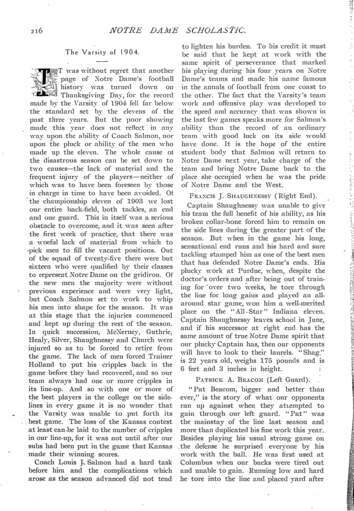 216
NOTRE DAME SCHOLASTIC.
The Varsity of 1904.
IT was without regret that another
page of Notre Dame's football
history was turned down on
Thanksgiving Day, for the record
made by the Varsity of 1904 fell far below
the standard set by the elevens of the
past three years. But the poor showing
made this year does not reflect in any
way upon the ability of Coach Salmon, nor
upon the pluck or ability of the men who
made up the eleven. The whole cause of
the disastrous season can be set down to
two causes—the lack of material and the
frequent injury of the players—neither of
which was to have been foreseen by those
in charge in time to have been avoided. Of
the championship eleven of 1903 we lost
our entire back-field, both tackles, an end
and one guard. This in itself was a serious
obstacle to overcome, and it was seen after
the first week of practice, that there was
a woeful lack of material from which to
pick men to fill the vacant positions. Out
of the squad of twenty-five there were but
sixteen who were qualified by their classes
to represent Notre Dame on the gridiron. Of
the new men the majority were without
previous experience and were very light,
but Coach Salmon set to work to whip
his men into shape for the season. It was
at this stage that the injuries commenced
and kept up during the rest of the season.
In quick succession, McNerney, Guthrie,
Healy, Silver, Shaughnessy and Church were
injured so as to be forced to retire from
the game. The lack of men forced Trainer
Holland to put his cripples back in the
game before they had recovered, and so our
team always had one or more cripples in
its line-up. And so with one or more of
the best players in the college on the side-
lines in every game it is no wonder that
the Varsity was unable to put forth its
best game. The loss of the Kansas contest
at least can be laid to the number of cripples
in our line-up, for it was not until after our
subs had been put in the game that Kansas
made their winning scores.
Coach Louis J. Salmon had a hard task
before him and the complications which
arose as the season advanced did not tend
to lighten his burden. To his credit it must
be said that he kept at work with the
same spirit of perseverance that marked
his playing during his four years on Notre
Dame's teams and made his name famous
in the annals of football from one coast to
the other. The fact that the Varsity's team
work and offensive play was developed to
the speed and accuracy that was shown in
the last few games speaks more for Salmon's
ability than the record of an ordinary
team with good luck on its side would
have done. It is the hope of the entire
student body that Salmon will return to
Notre Dame next year, take charge of the
team and bring Notre Dame back to the
place she occupied when he was the pride
of Notre Dame and the West.
FRANCIS J. SHAUGHNESSY (Right End).
Captain Shaughnessy was unable to give
his team the full benefit of his ability, as his
broken collar-bone forced him to remain on
the side lines during the greater part of the
season. But when in the game his long,
sensational end runs and his hard and sure
tackling stamped him as one of the best men
that has defended Notre Dame's ends. His
plucky work at Purdue, when, despite the
doctor's orders and after being out of train-
ing for over two weeks, he tore through
the line for long gains and played an all-
around star game, won him a well-merited
place on the "All-Star" Indiana eleven.
Captain Shaughnessy leaves school in June,
and if his successor at right end has the
same amount of true Notre Dame spirit that
our plucky Captain has, then our opponents
will have to look to their laurels. "Shag."
is 22 years old, weighs 175 pounds and is
6 feet and 3 inches in height.
PATRICK A. BEACOM (Left Guard).
"Pat Beacom, bigger and better than
ever," is the story of what our opponents
ran up against when they attempted to
gain through our left guard. "Pat" was
the mainstay of the line last season and
more than duplicated his fine work this year.
Besides playing his usual strong game on
the defense he surprised everyone by his
work with the ball. He was first used at
Columbus when our backs were tired out
and unable to gain. Running low and hard
he tore into the line and placed yard after